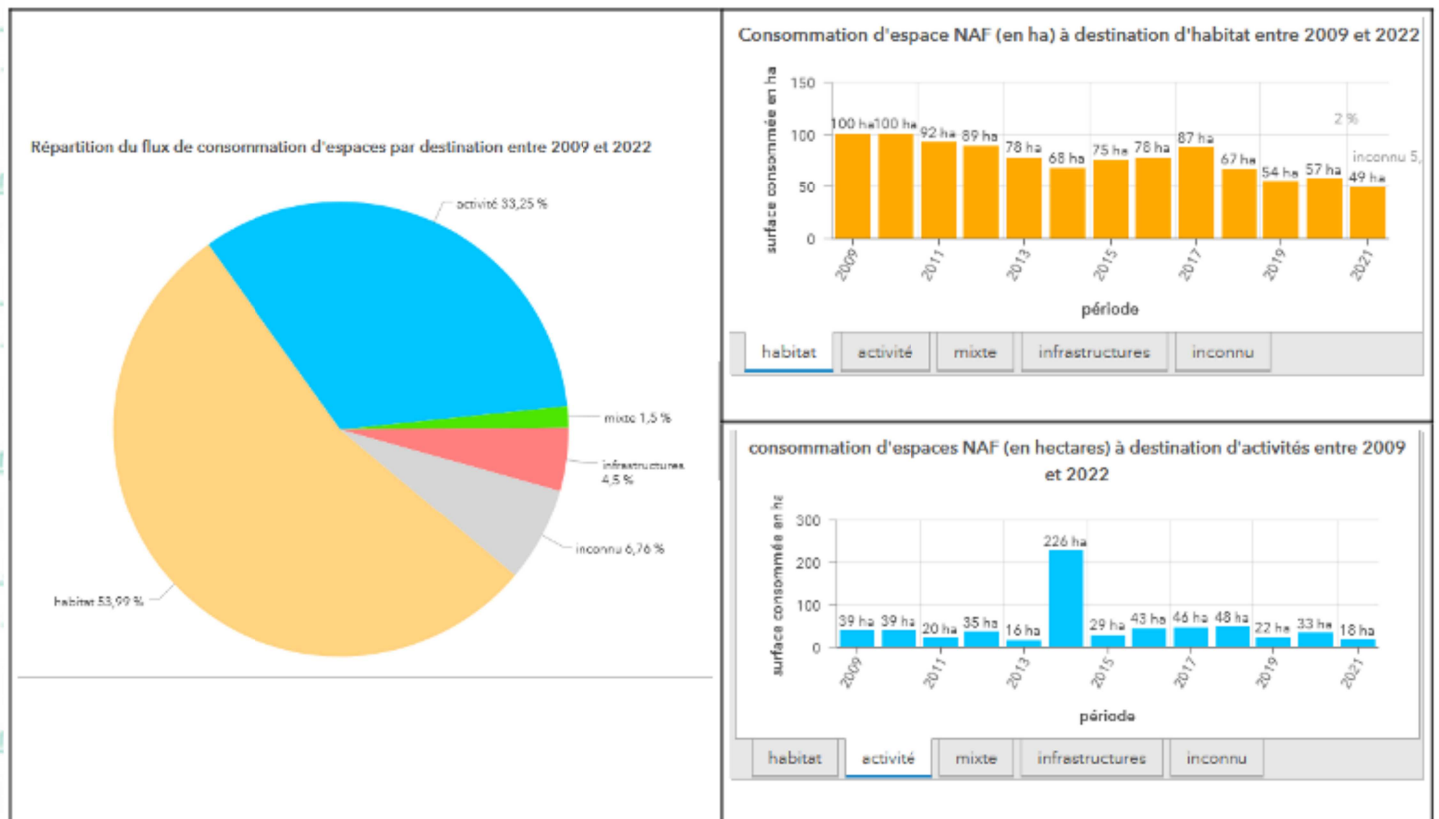 Répartition du flux de consommation d'espaces par destination entre 2009 et 2022
activité 33,25 %
mixte 1,5 %
infrastructures
4,5 %
inconnu 6,76 %
habitat 53,99 %
Consommation d'espace NAF (en ha) à destination d'habitat entre 2009 et 2022
surface consommée en ha
150
100
50
0
100 ha 100 ha 92 ha 89 ha 78 ha 68 ha 75 ha 78 ha 87 ha 67 ha 54 ha 57 ha 49 ha
2 %
inconnu 5,
2009 2011 2013 2015 2017 2019 2021
période
habitat activité mixte infrastructures inconnu
consommation d'espaces NAF (en hectares) à destination d'activités entre 2009
et 2022
surface consommée en ha
300
200
100
0
39 ha 39 ha 20 ha 35 ha 16 ha 226 ha 29 ha 43 ha 46 ha 48 ha 22 ha 33 ha 18 ha
2009 2011 2013 2015 2017 2019 2021
période
habitat activité mixte infrastructures inconnu